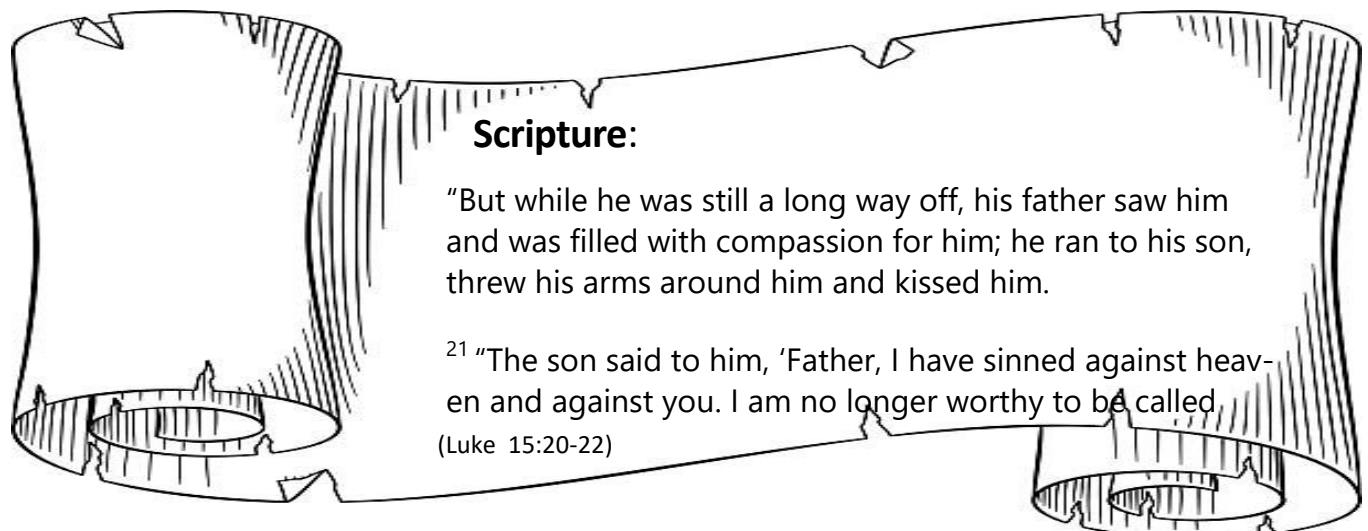 Scripture:
“But while he was still a long way off, his father saw him
and was filled with compassion for him; he ran to his son,
threw his arms around him and kissed him.
21 “The son said to him, ‘Father, I have sinned against heav-
en and against you. I am no longer worthy to be called
(Luke 15:20-22)